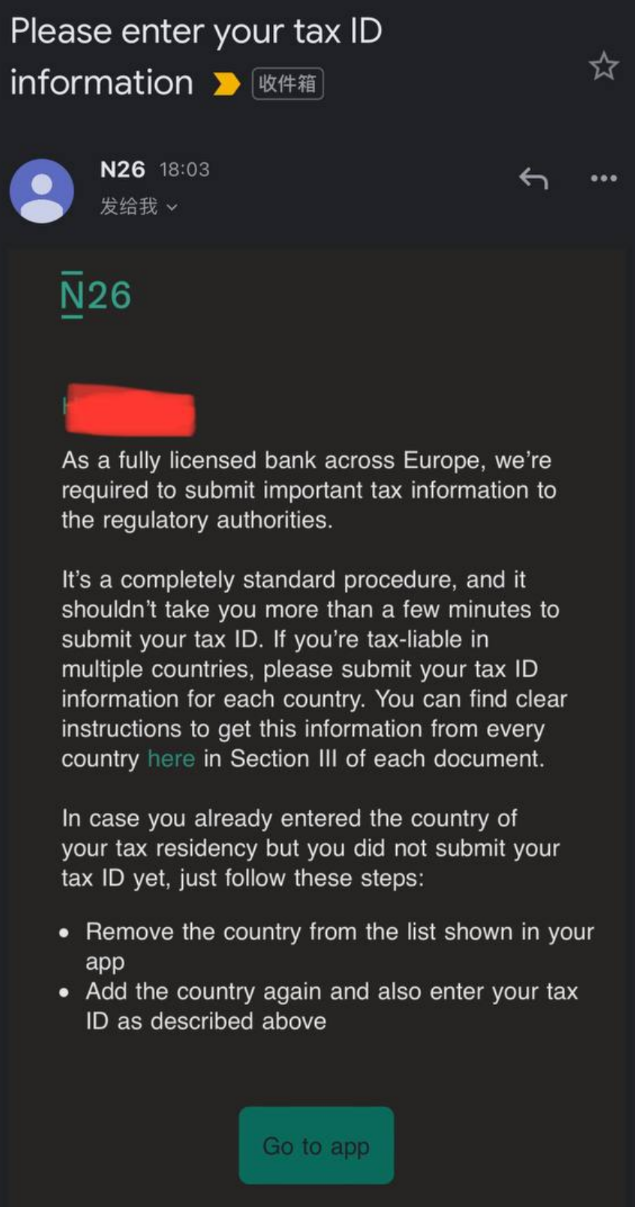 Please enter your tax ID
information 收件箱
N26 18:03
发给我
N26
As a fully licensed bank across Europe, we're
required to submit important tax information to
the regulatory authorities.
It's a completely standard procedure, and it
shouldn't take you more than a few minutes to
submit your tax ID. If you're tax-liable in
multiple countries, please submit your tax ID
information for each country. You can find clear
instructions to get this information from every
country here in Section III of each document.
In case you already entered the country of
your tax residency but you did not submit your
tax ID yet, just follow these steps:
• Remove the country from the list shown in your
app
• Add the country again and also enter your tax
ID as described above
Go to app